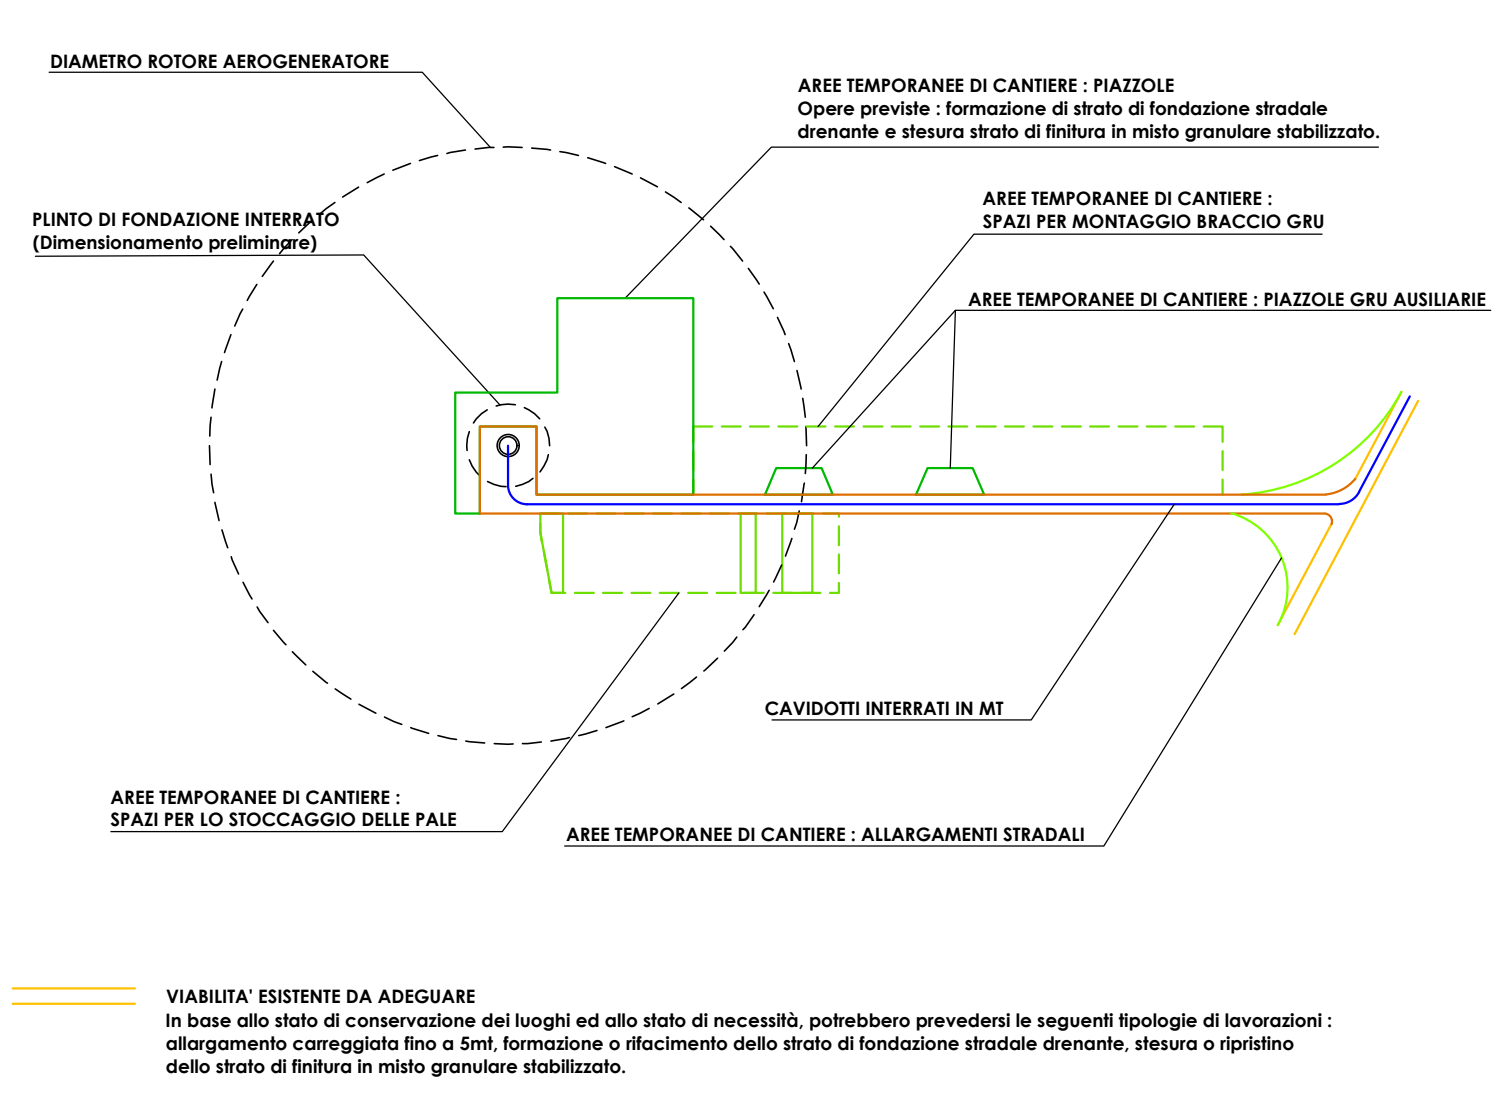 DIAMETRO ROTORE AEROGENERATORE
AREE TEMPORANEE DI CANTIERE : PIAZZOLE
Opere previste : formazione di strato di fondazione stradale
drenante e stesura strato di finitura in misto granulare stabilizzato.
AREE TEMPORANEE DI CANTIERE :
SPAZI PER MONTAGGIO BRACCIO GRU
PLINTO DI FONDAZIONE INTERRATO
(Dimensionamento preliminare)
AREE TEMPORANEE DI CANTIERE : PIAZZOLE GRU AUSILIARIE
CAVIDOTTI INTERRATI IN MT
AREE TEMPORANEE DI CANTIERE :
SPAZI PER LO STOCCAGGIO DELLE PALE
AREE TEMPORANEE DI CANTIERE : ALLARGAMENTI STRADALI
VIABILITA' ESISTENTE DA ADEGUARE
In base allo stato di conservazione dei luoghi ed allo stato di necessità, potrebbero prevedersi le seguenti tipologie di lavorazioni :
allargamento carreggiata fino a 5mt, formazione o rifacimento dello strato di fondazione stradale drenante, stesura o ripristino
dello strato di finitura in misto granulare stabilizzato.